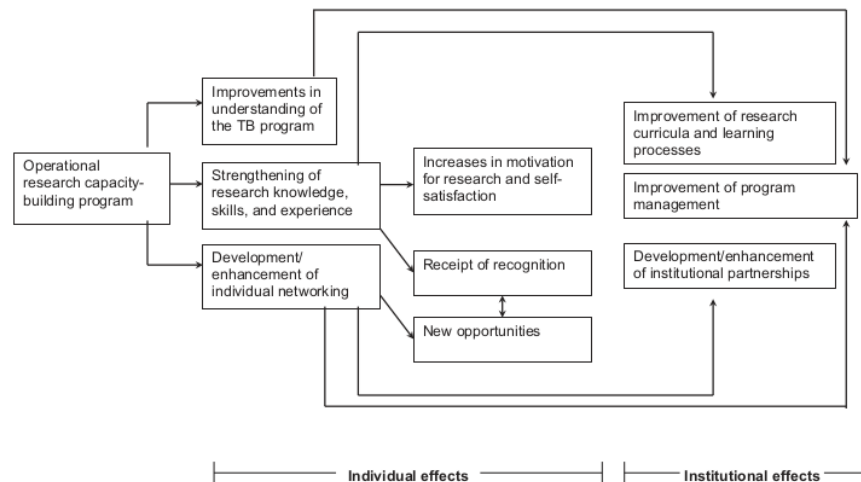 Improvements in
understanding of
the TB program
Operational
research capacity-
building program
Strengthening of
research knowledge,
skills, and experience
Development/
enhancement of
individual networking
Increases in motivation
for research and self-
satisfaction
Receipt of recognition
New opportunities
Improvement of research
curricula and learning
processes
Improvement of program
management
Development/enhancement
of institutional partnerships
Individual effects
Institutional effects